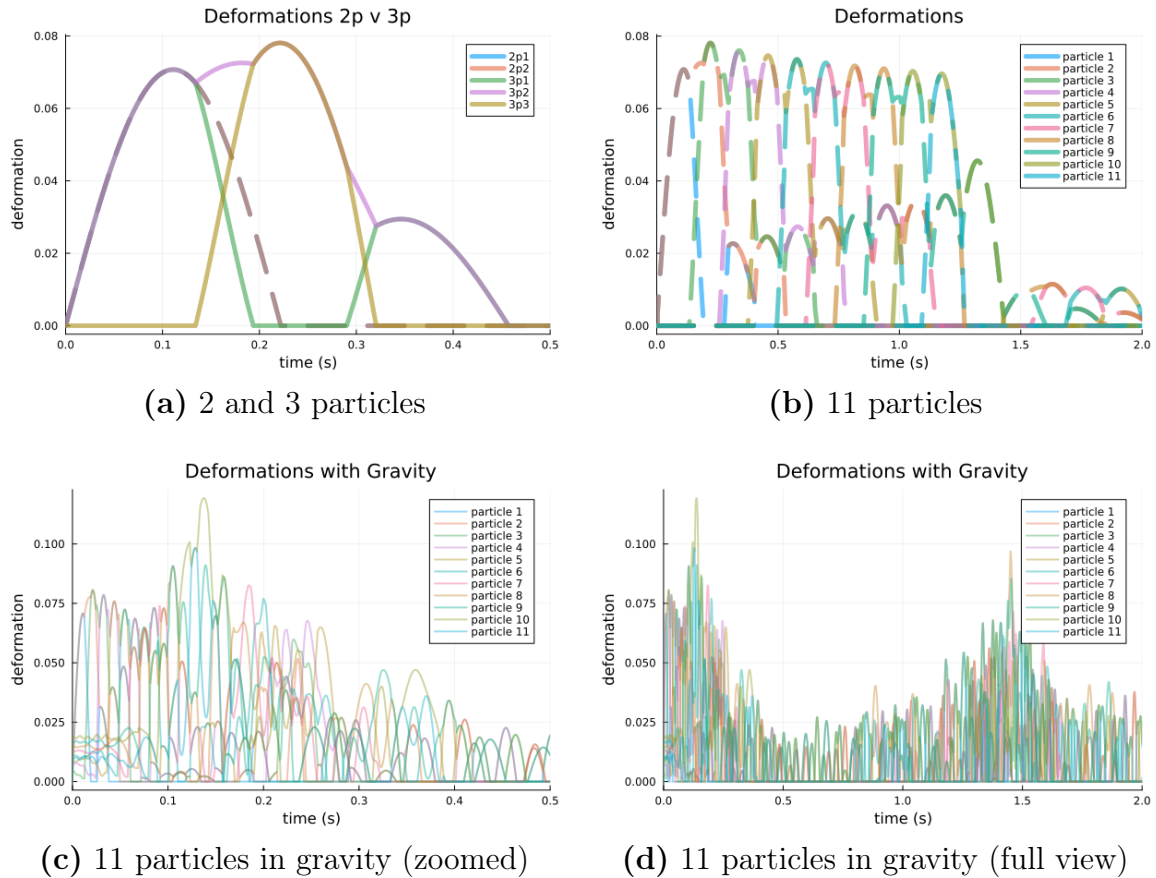 Deformations 2p v 3p
0.08
0.06
0.04
0.02
0.00
deformation
2p1
2p2
3p1
3p2
3p3
0.0
0.1
0.2
0.3
0.4
0.5
time (s)
(a) 2 and 3 particles
Deformations
0.08
0.06
0.04
0.02
0.00
deformation
particle 1
particle 2
particle 3
particle 4
particle 5
particle 6
particle 7
particle 8
particle 9
particle 10
particle 11
0.0
0.5
1.0
1.5
2.0
time (s)
(b) 11 particles
Deformations with Gravity
0.100
0.075
0.050
0.025
0.000
deformation
particle 1
particle 2
particle 3
particle 4
particle 5
particle 6
particle 7
particle 8
particle 9
particle 10
particle 11
0.0
0.1
0.2
0.3
0.4
0.5
time (s)
(c) 11 particles in gravity (zoomed)
Deformations with Gravity
0.100
0.075
0.050
0.025
0.000
deformation
particle 1
particle 2
particle 3
particle 4
particle 5
particle 6
particle 7
particle 8
particle 9
particle 10
particle 11
0.0
0.5
1.0
1.5
2.0
time (s)
(d) 11 particles in gravity (full view)